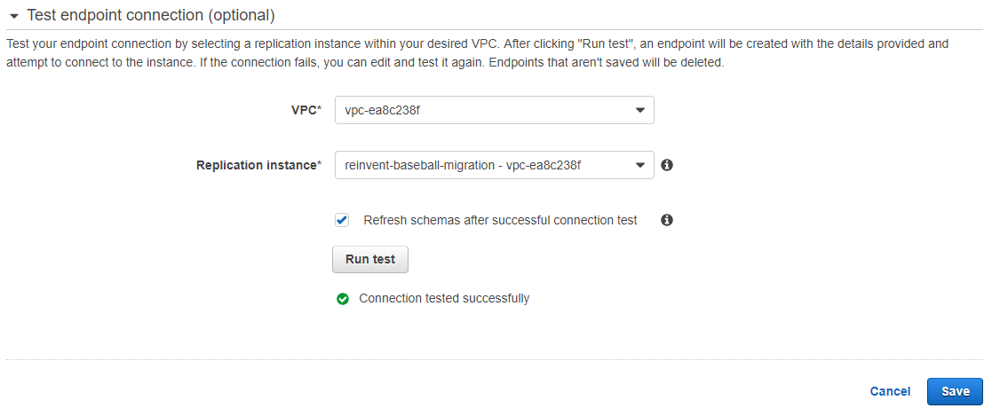 Test endpoint connection (optional)
Test your endpoint connection by selecting a replication instance within your desired VPC. After clicking "Run test", an endpoint will be created with the details provided and
attempt to connect to the instance. If the connection fails, you can edit and test it again. Endpoints that aren't saved will be deleted.
VPC* vpc-ea8c238f
Replication instance* reinvent-baseball-migration - vpc-ea8c238f
Refresh schemas after successful connection test
Run test
Connection tested successfully
Cancel Save